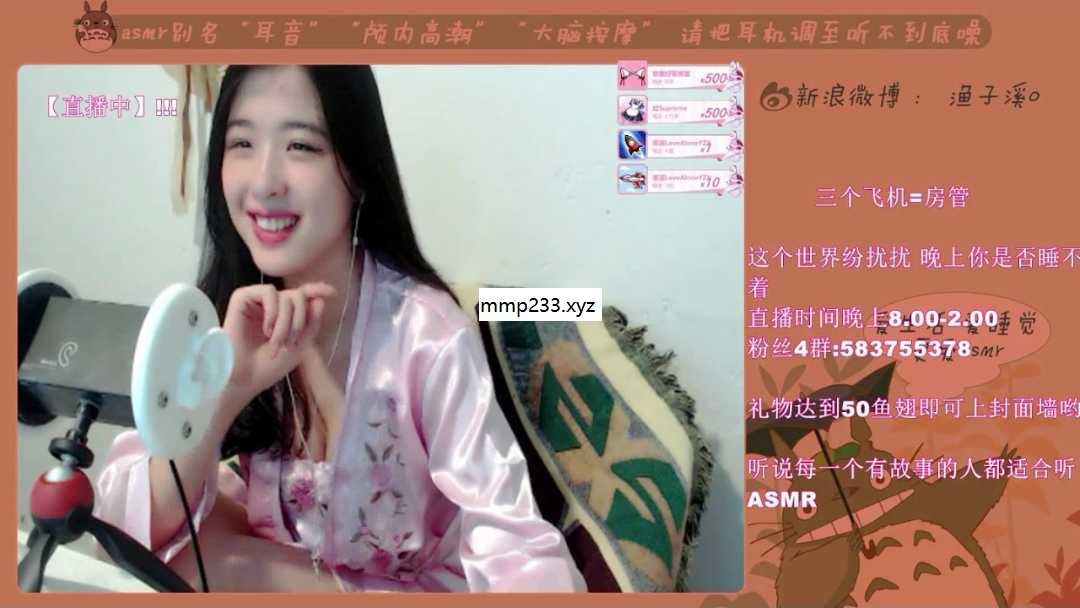 asmr别名“耳音”“颅内高潮”“大脑按摩” 请把耳机调至听不到底噪
【直播中】!!!
x500
x500
x1
x10
新浪微博： 渔子溪o
mmp233.xyz
三个飞机=房管
这个世界纷扰扰 晚上你是否睡不
着
直播时间晚上8.00-2.00
粉丝4群:583755378
礼物达到50鱼翅即可上封面墙哟
听说每一个有故事的人都适合听
ASMR